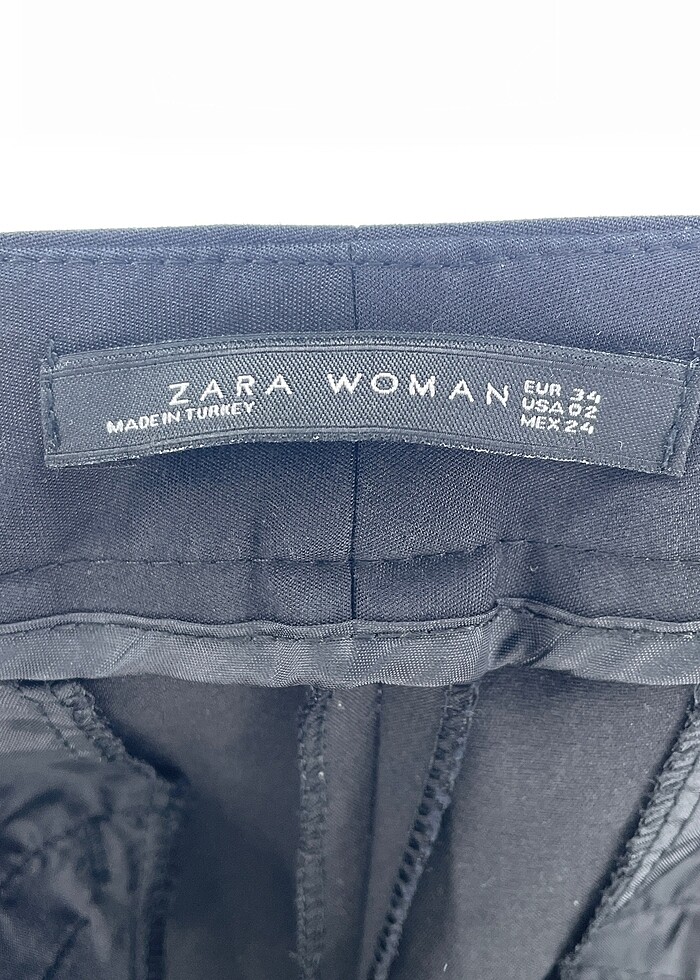 ZARA WOMAN
MADE IN TURKEY
EUR 34
USA 02
MEX 24